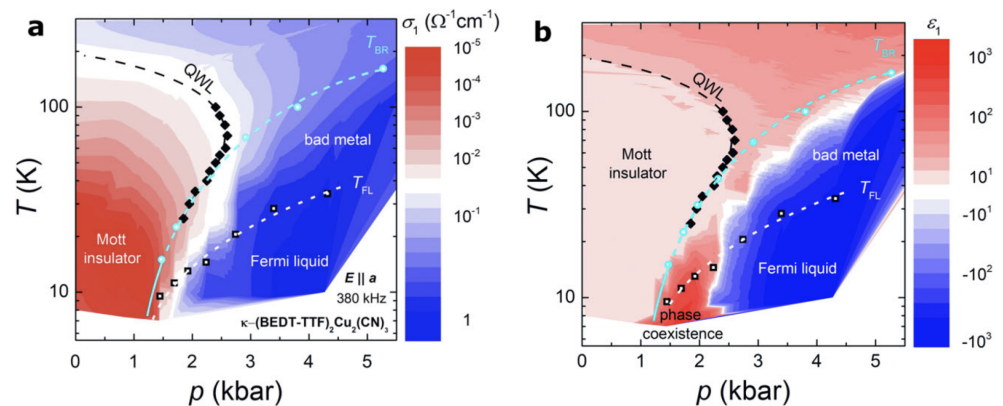 a
σ1 (Ω-1cm-1)
T (K)
100
10
0 1 2 3 4 5
p (kbar)
QWL
TBR
bad metal
TFL
Mott
insulator
Fermi liquid
E || a
380 kHz
κ–(BEDT-TTF)2Cu2(CN)3
10-5
10-4
10-3
10-2
10-1
1
b
ε1
T (K)
100
10
0 1 2 3 4 5
p (kbar)
QWL
TBR
Mott
insulator
bad metal
TFL
Fermi liquid
phase
coexistence
103
102
101
-101
-102
-103